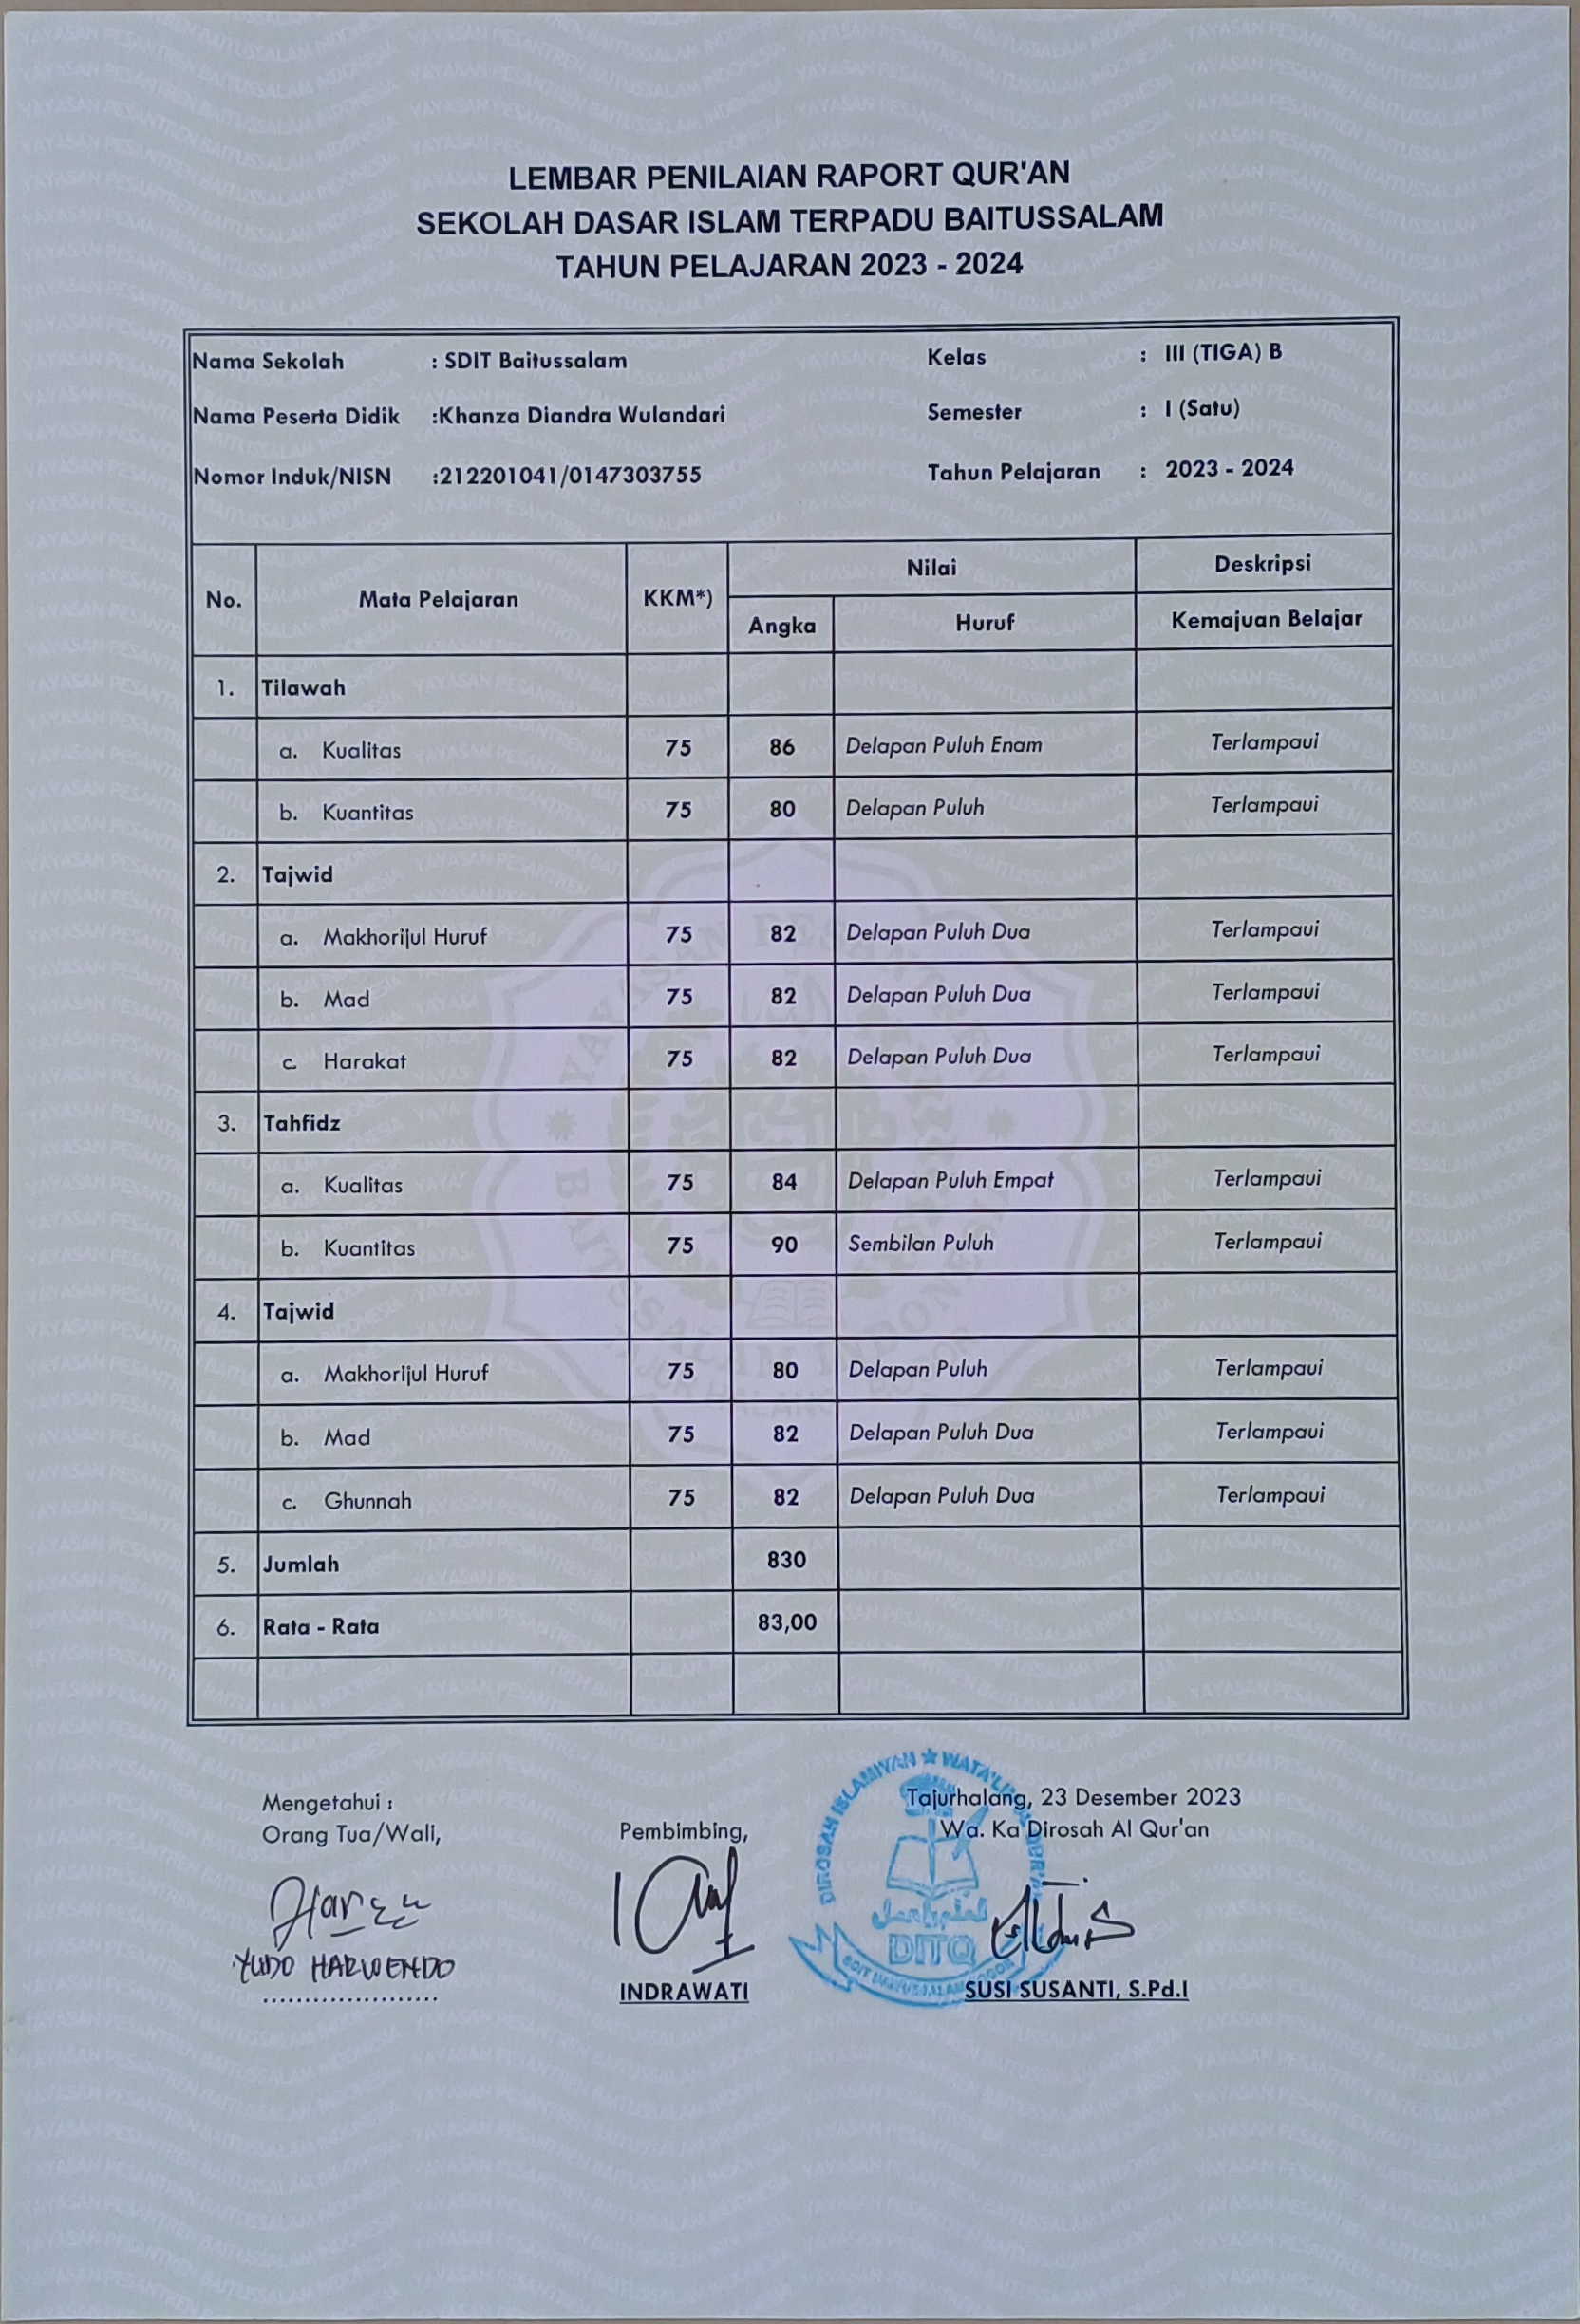 LEMBAR PENILAIAN RAPORT QUR'AN
SEKOLAH DASAR ISLAM TERPADU BAITUSSALAM
TAHUN PELAJARAN 2023 - 2024
Nama Sekolah : SDIT Baitussalam Kelas : III (TIGA) B
Nama Peserta Didik :Khanza Diandra Wulandari Semester : I (Satu)
Nomor Induk/NISN :212201041/0147303755 Tahun Pelajaran : 2023 - 2024
No. Mata Pelajaran KKM*) Nilai Deskripsi
Angka Huruf Kemajuan Belajar
1. Tilawah
a. Kualitas 75 86 Delapan Puluh Enam Terlampaui
b. Kuantitas 75 80 Delapan Puluh Terlampaui
2. Tajwid
a. Makhorijul Huruf 75 82 Delapan Puluh Dua Terlampaui
b. Mad 75 82 Delapan Puluh Dua Terlampaui
c. Harakat 75 82 Delapan Puluh Dua Terlampaui
3. Tahfidz
a. Kualitas 75 84 Delapan Puluh Empat Terlampaui
b. Kuantitas 75 90 Sembilan Puluh Terlampaui
4. Tajwid
a. Makhorijul Huruf 75 80 Delapan Puluh Terlampaui
b. Mad 75 82 Delapan Puluh Dua Terlampaui
c. Ghunnah 75 82 Delapan Puluh Dua Terlampaui
5. Jumlah 830
6. Rata - Rata 83,00
Mengetahui :
Orang Tua/Wali,
Pembimbing,
Tajurhalang, 23 Desember 2023
Wa. Ka Dirosah Al Qur'an
DIROSAH ISLAMIYAH
DITQ
YUDO HARWENDO
INDRAWATI
SUSI SUSANTI, S.Pd.I
YAYASAN PESANTREN BAITUSSALAM INDONESIA